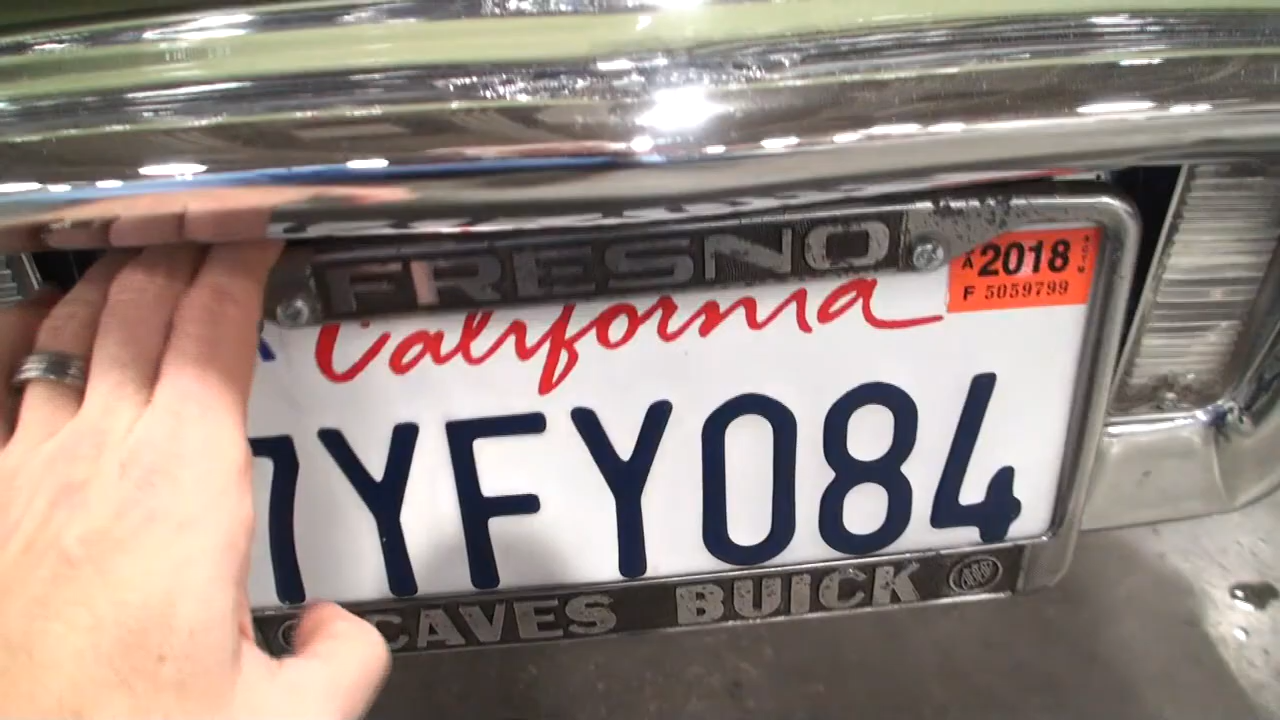 FRESNO
California
A 2018
F 5059799
7YFY084
CAVES BUICK